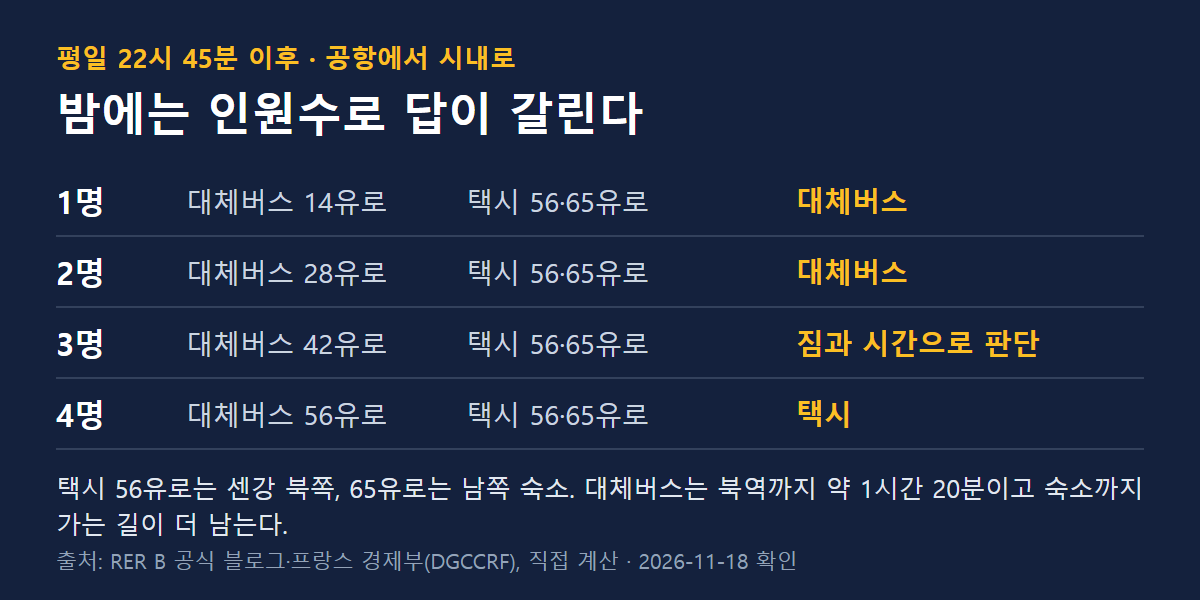 평일 22시 45분 이후 · 공항에서 시내로
밤에는 인원수로 답이 갈린다
1명 대체버스 14유로 택시 56·65유로 대체버스
2명 대체버스 28유로 택시 56·65유로 대체버스
3명 대체버스 42유로 택시 56·65유로 짐과 시간으로 판단
4명 대체버스 56유로 택시 56·65유로 택시
택시 56유로는 센강 북쪽, 65유로는 남쪽 숙소. 대체버스는 북역까지 약 1시간 20분이고 숙소까지
가는 길이 더 남는다.
출처: RER B 공식 블로그·프랑스 경제부(DGCCRF), 직접 계산 · 2026-11-18 확인